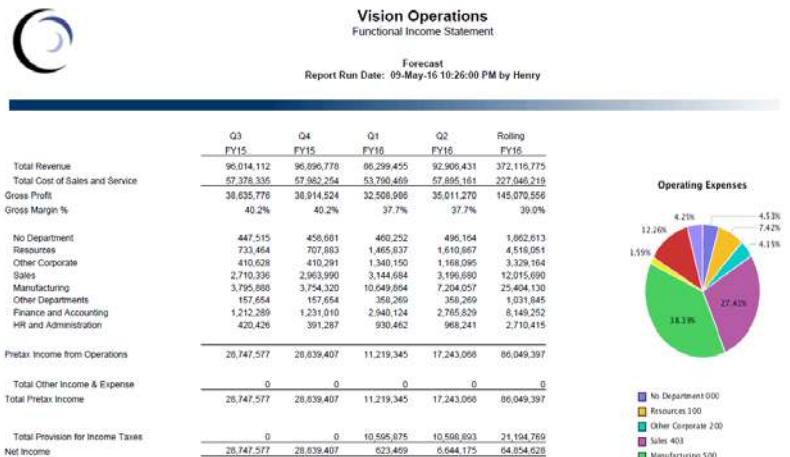 Vision Operations
Functional Income Statement
Forecast
Report Run Date: 09-May-16 10:26:00 PM by Henry
Q3 Q4 Q1 Q2 Rolling
FY15 FY15 FY16 FY16 FY16
Total Revenue 96,014,112 96,896,778 86,299,455 92,906,431 372,116,775
Total Cost of Sales and Service 57,378,335 57,982,254 53,790,469 57,895,161 227,046,219
Gross Profit 38,635,776 38,914,524 32,508,986 35,011,270 145,070,556
Gross Margin % 40.2% 40.2% 37.7% 37.7% 39.0%
No Department 447,515 458,681 460,252 496,164 1,862,613
Resources 733,464 707,883 1,465,837 1,610,867 4,518,051
Other Corporate 410,628 410,291 1,340,150 1,168,095 3,329,164
Sales 2,710,336 2,963,990 3,144,684 3,196,680 12,015,690
Manufacturing 3,795,888 3,754,320 10,649,864 7,204,057 25,404,130
Other Departments 157,654 157,654 358,269 358,269 1,031,845
Finance and Accounting 1,212,289 1,231,010 2,940,124 2,765,829 8,149,252
HR and Administration 420,426 391,287 930,462 968,241 2,710,415
Pretax Income from Operations 28,747,577 28,839,407 11,219,345 17,243,068 86,049,397
Total Other Income & Expense 0 0 0 0 0
Total Pretax Income 28,747,577 28,839,407 11,219,345 17,243,068 86,049,397
Total Provision for Income Taxes 0 0 10,595,875 10,598,893 21,194,769
Net Income 28,747,577 28,839,407 623,469 6,644,175 64,854,628
Operating Expenses
4.25% 4.53%
12.26% 7.42%
4.15%
1.59%
27.41%
38.39%
No Department 000
Resources 100
Other Corporate 200
Sales 403
Manufacturing 500